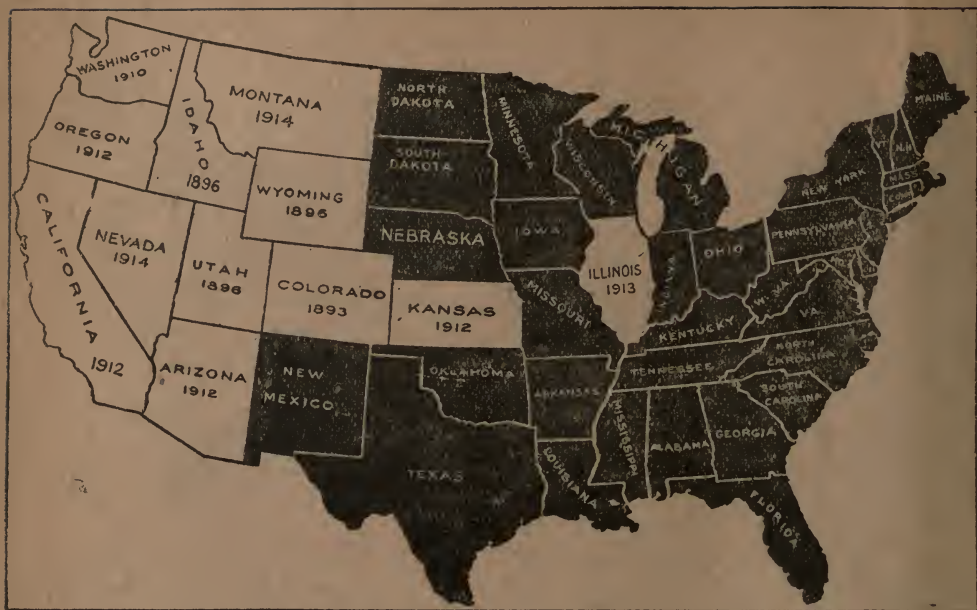 WASHINGTON
1910
OREGON
1912
CALIFORNIA
1912
IDAHO
1896
NEVADA
1914
MONTANA
1914
WYOMING
1896
UTAH
1896
COLORADO
1893
ARIZONA
1912
NEW
MEXICO
NORTH
DAKOTA
SOUTH
DAKOTA
NEBRASKA
KANSAS
1912
OKLAHOMA
TEXAS
MINNESOTA
IOWA
MISSOURI
ARKANSAS
LOUISIANA
WISCONSIN
ILLINOIS
1913
MICHIGAN
INDIANA
OHIO
KENTUCKY
TENNESSEE
MISSISSIPPI
ALABAMA
GEORGIA
FLORIDA
SOUTH
CAROLINA
NORTH
CAROLINA
VA.
W. VA.
PENNSYLVANIA
NEW YORK
VT.
N.H.
MAINE
MASS
CONN